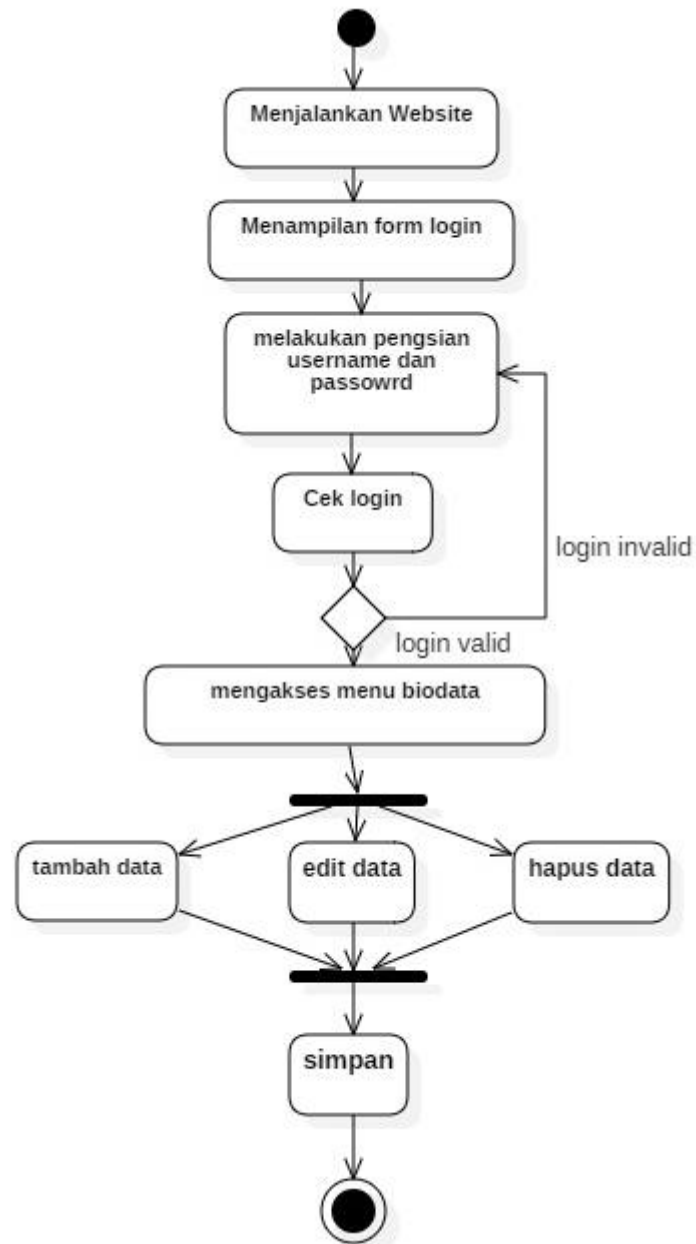 Menjalankan Website
Menampilan form login
melakukan pengsian
username dan
passowrd
Cek login
login invalid
login valid
mengakses menu biodata
tambah data
edit data
hapus data
simpan